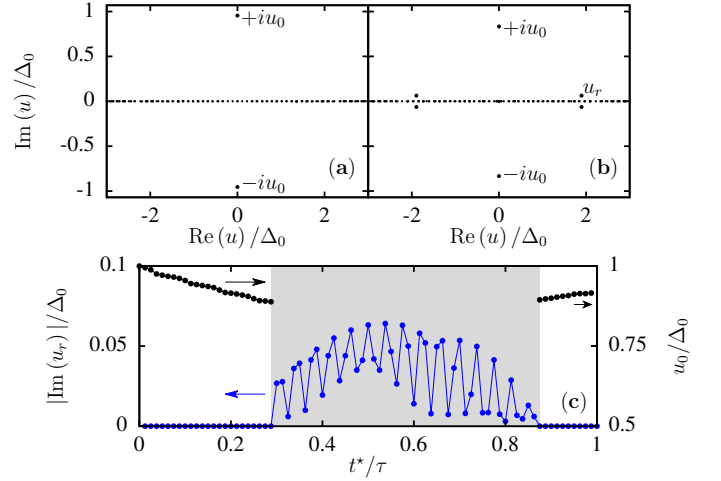 1
0.5
0
-0.5
-1
Im (u) /Δ₀
+iu₀
−iu₀
(a)
+iu₀
u_r
−iu₀
(b)
-2 0 2
-2 0 2
Re (u) /Δ₀
Re (u) /Δ₀
0.1
0.05
0
|Im (u_r) |/Δ₀
1
0.75
0.5
u₀/Δ₀
(c)
0 0.2 0.4 0.6 0.8 1
t⋆/τ